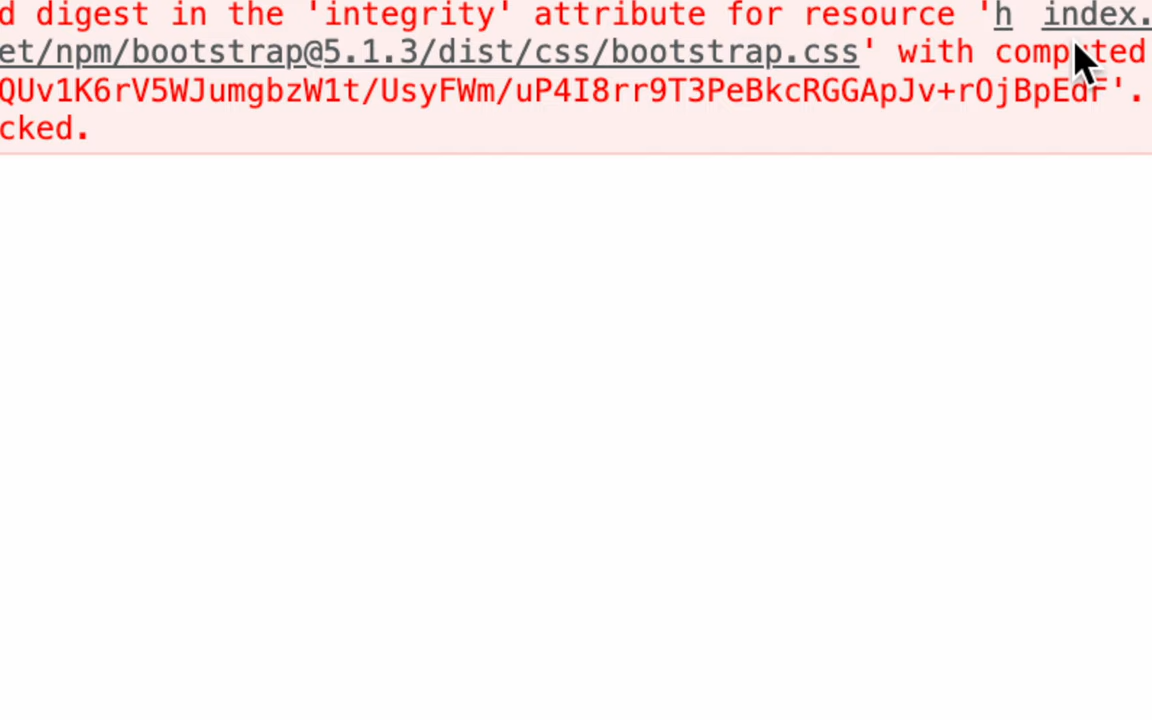 d digest in the 'integrity' attribute for resource 'h index.
et/npm/bootstrap@5.1.3/dist/css/bootstrap.css' with computed
QUv1K6rV5WJumgbzW1t/UsyFWm/uP4I8rr9T3PeBkcRGGApJv+rOjBpEdF'.
cked.